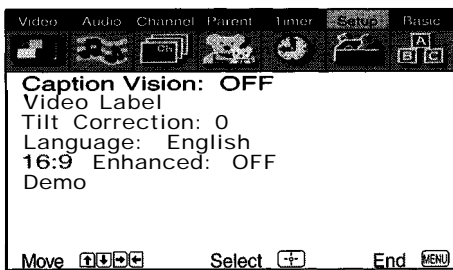 Video Audio Channel Parent Timer Setup Basic
Ch
A
B C
Caption Vision: OFF
Video Label
Tilt Correction: 0
Language: English
16:9 Enhanced: OFF
Demo
Move Select End MENU